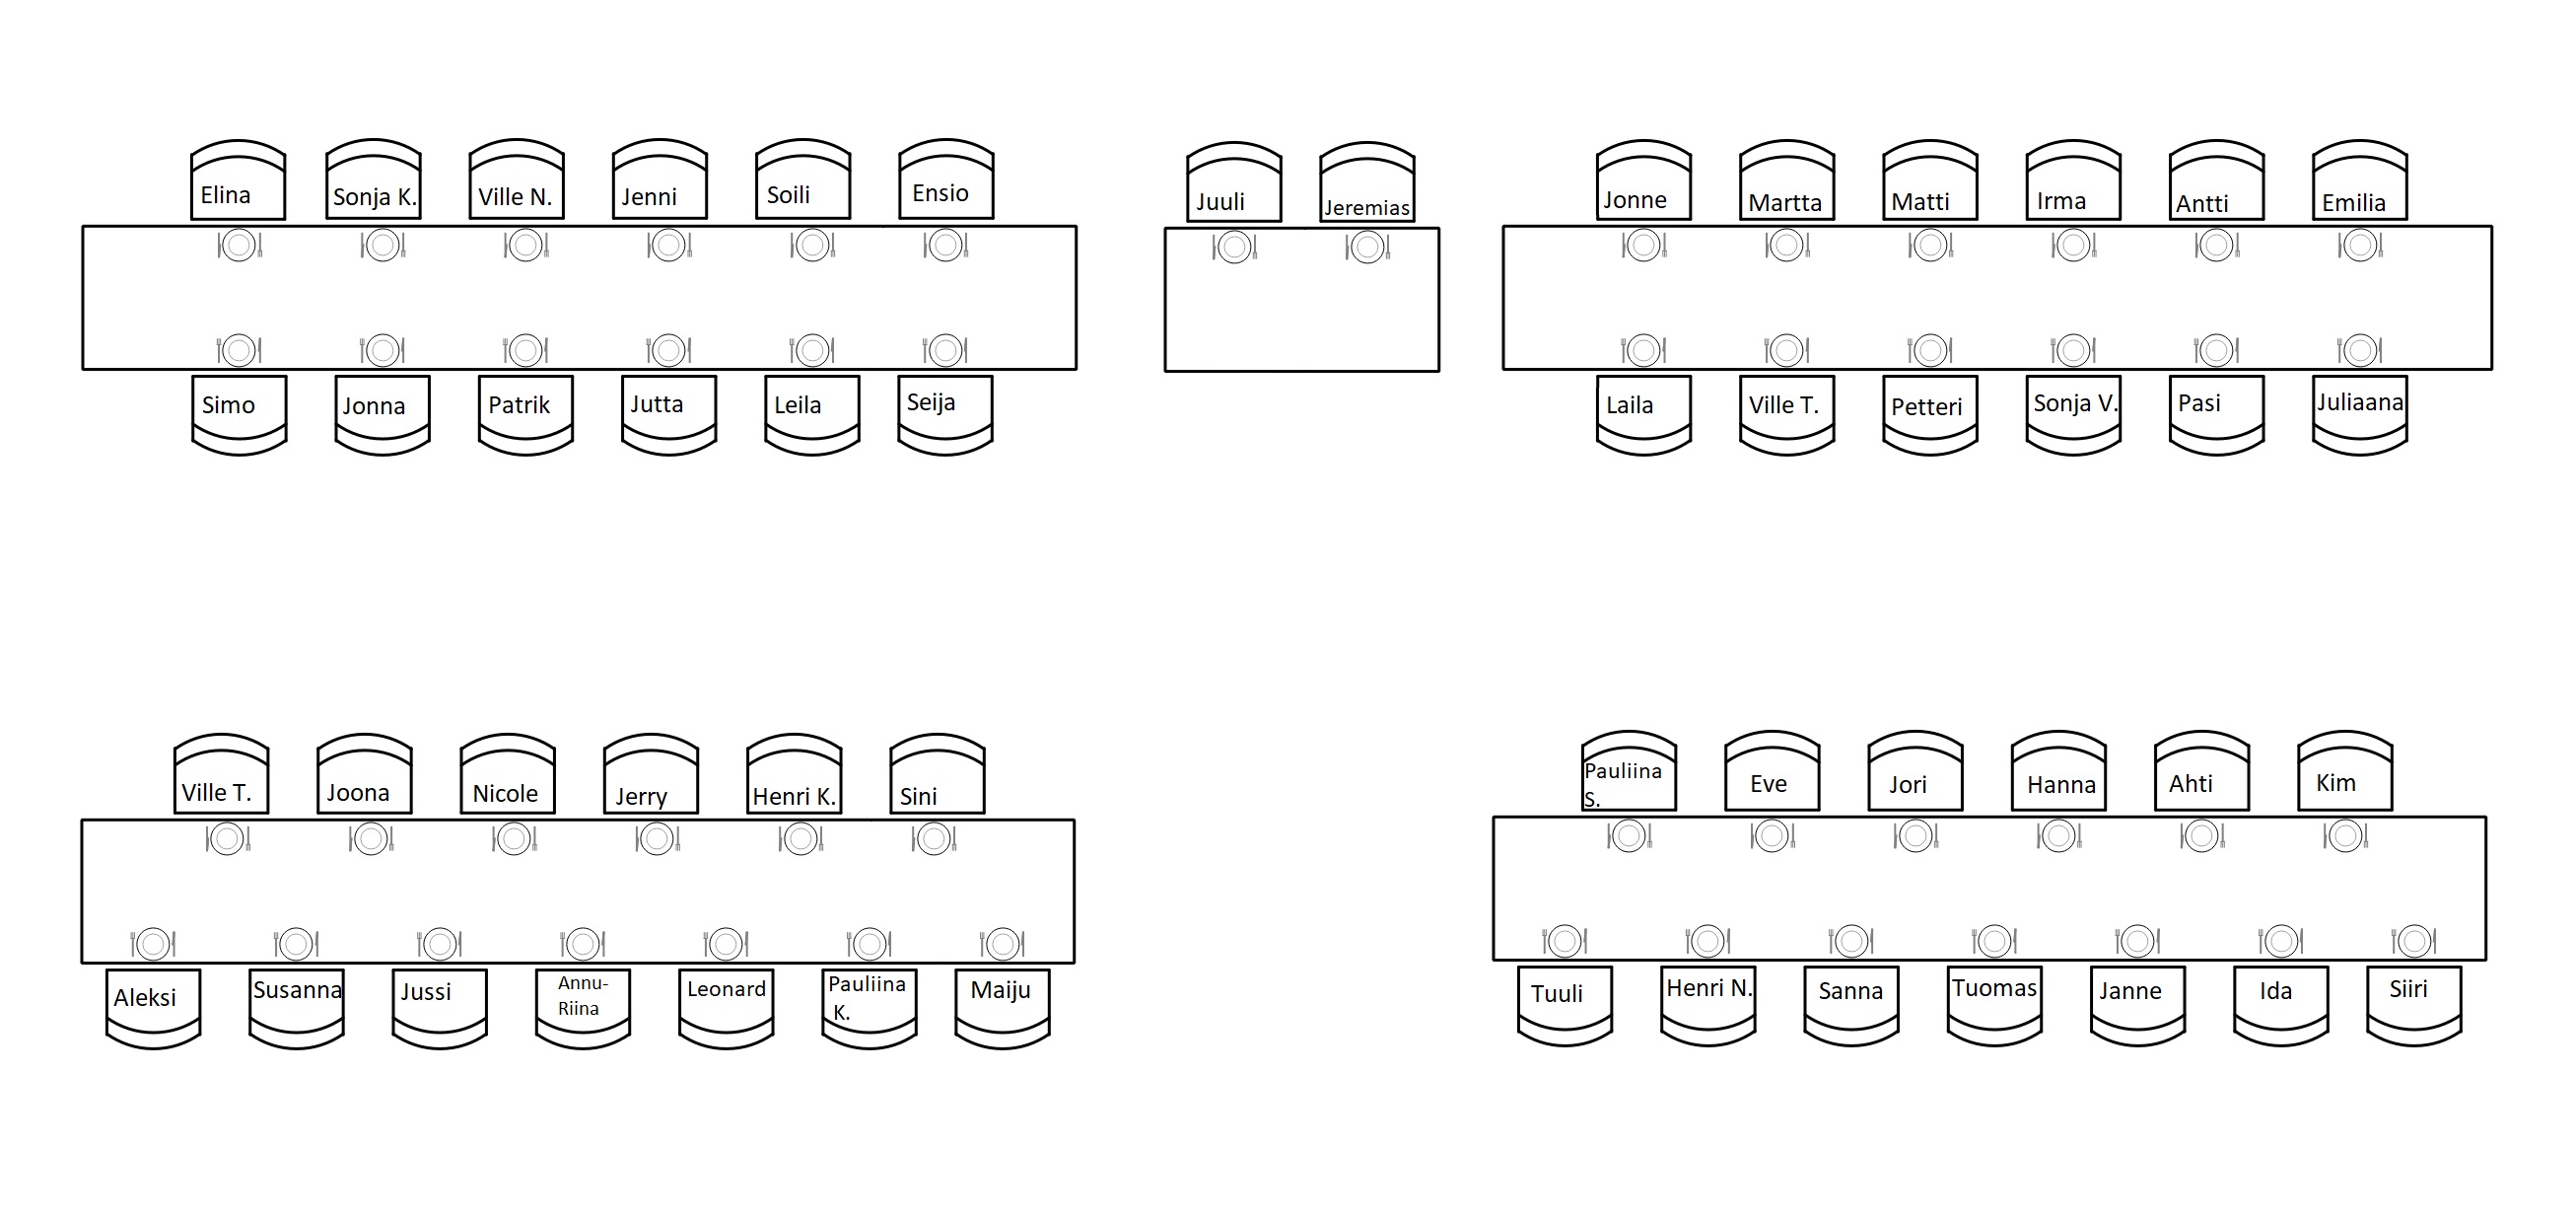 Elina
Sonja K.
Ville N.
Jenni
Soili
Ensio
Juuli
Jeremias
Jonne
Martta
Matti
Irma
Antti
Emilia
Simo
Jonna
Patrik
Jutta
Leila
Seija
Laila
Ville T.
Petteri
Sonja V.
Pasi
Juliaana
Ville T.
Joona
Nicole
Jerry
Henri K.
Sini
Pauliina
S.
Eve
Jori
Hanna
Ahti
Kim
Aleksi
Susanna
Jussi
Annu-
Riina
Leonard
Pauliina
K.
Maiju
Tuuli
Henri N.
Sanna
Tuomas
Janne
Ida
Siiri